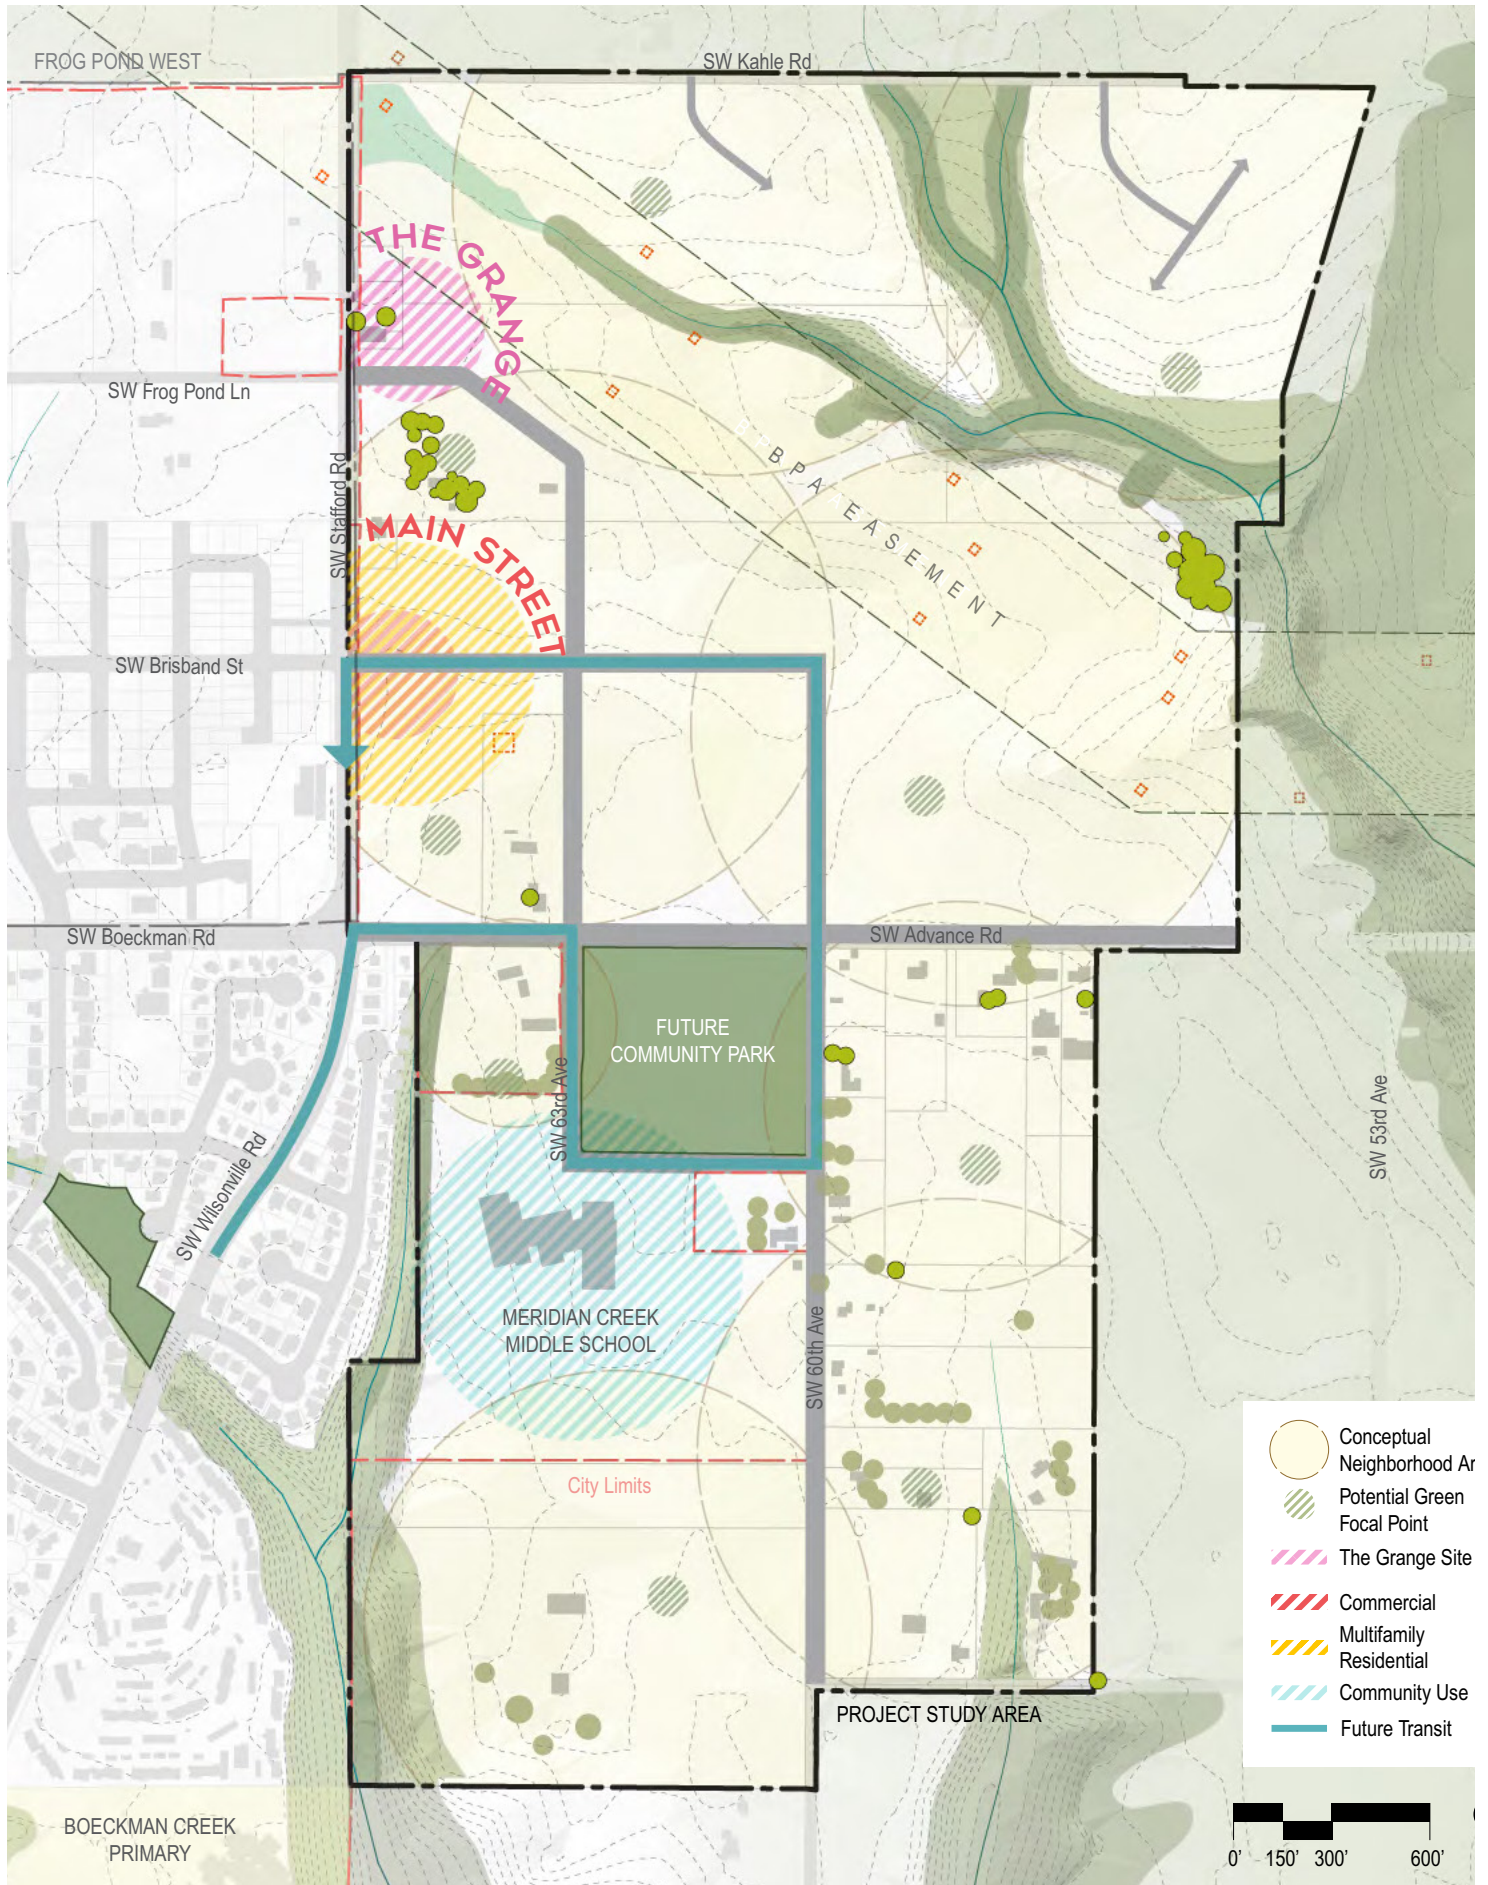 FROG POND WEST
SW Kahle Rd
THE GRANGE
SW Frog Pond Ln
SW Stafford Rd
BPA EASEMENT
MAIN STREET
SW Brisband St
SW Boeckman Rd
SW Advance Rd
FUTURE
COMMUNITY PARK
SW 63rd Ave
SW 53rd Ave
SW Wilsonville Rd
MERIDIAN CREEK
MIDDLE SCHOOL
SW 60th Ave
City Limits
PROJECT STUDY AREA
BOECKMAN CREEK
PRIMARY
Conceptual
Neighborhood Ar
Potential Green
Focal Point
The Grange Site
Commercial
Multifamily
Residential
Community Use
Future Transit
0' 150' 300' 600'